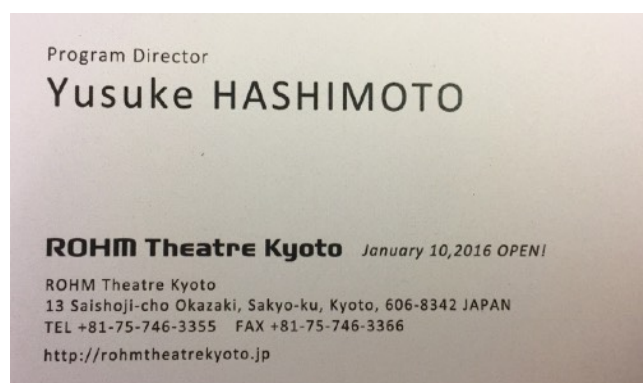 Program Director
Yusuke HASHIMOTO
ROHM Theatre Kyoto January 10,2016 OPEN!
ROHM Theatre Kyoto
13 Saishoji-cho Okazaki, Sakyo-ku, Kyoto, 606-8342 JAPAN
TEL +81-75-746-3355 FAX +81-75-746-3366
http://rohmtheatrekyoto.jp